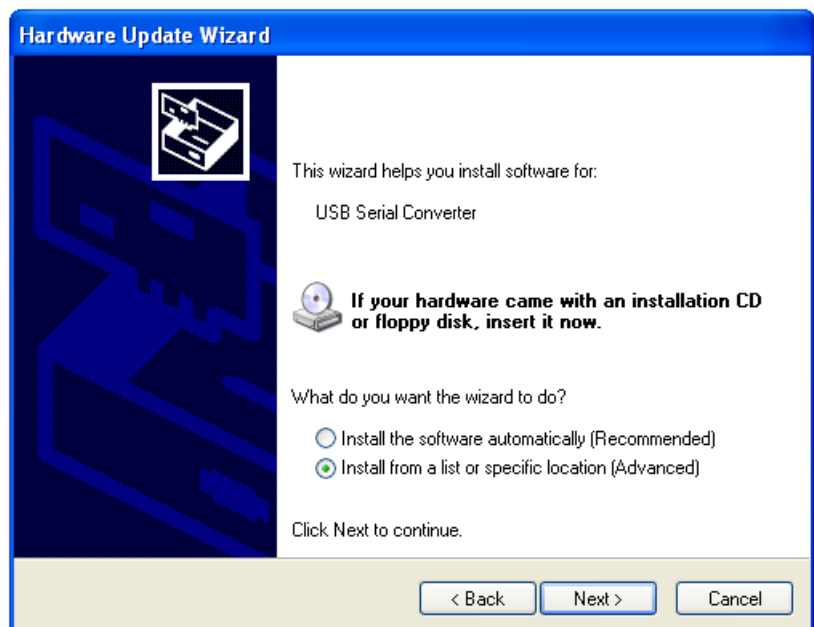 Hardware Update Wizard
This wizard helps you install software for:
USB Serial Converter
If your hardware came with an installation CD
or floppy disk, insert it now.
What do you want the wizard to do?
Install the software automatically (Recommended)
Install from a list or specific location (Advanced)
Click Next to continue.
< Back Next > Cancel